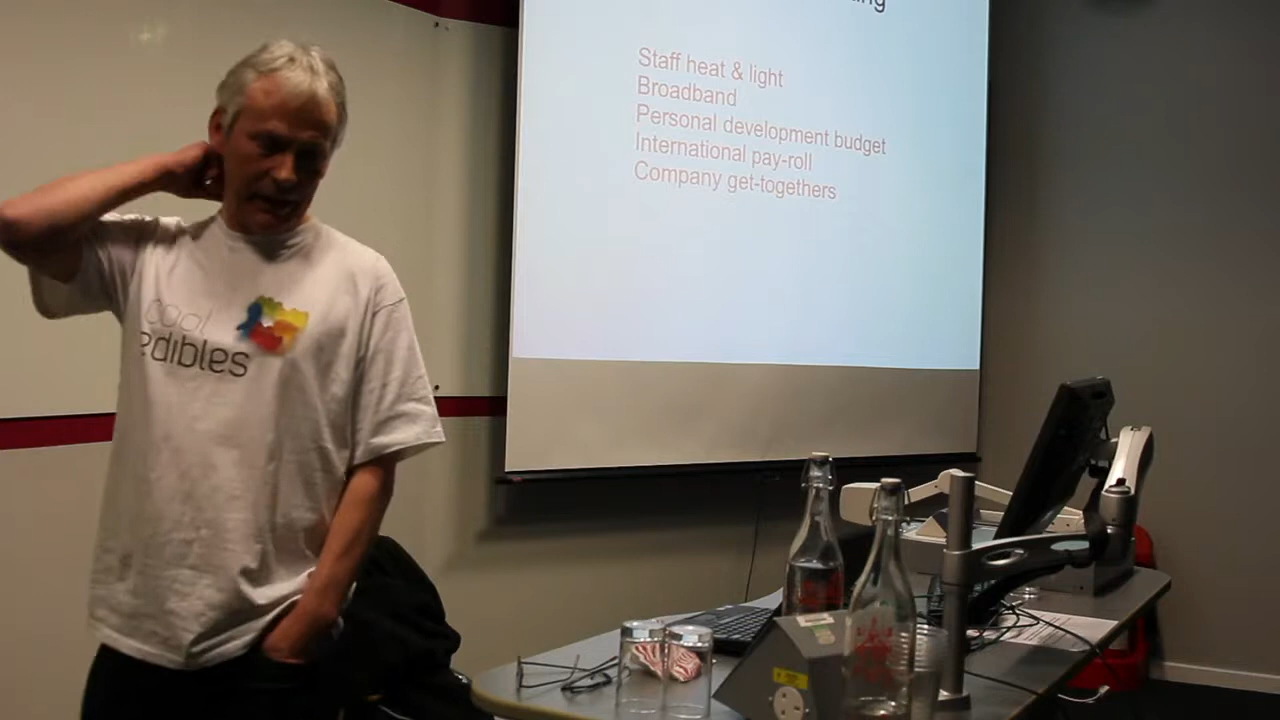 Staff heat & light
Broadband
Personal development budget
International pay-roll
Company get-togethers
cool
edibles